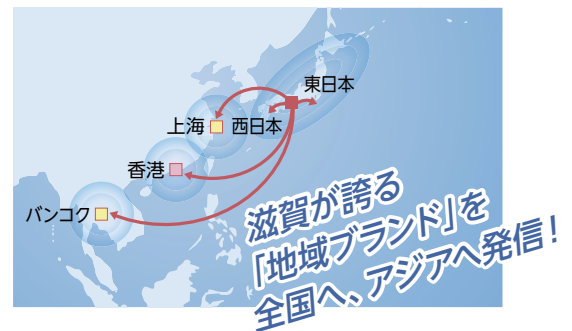 東日本
上海
西日本
香港
バンコク
滋賀が誇る
「地域ブランド」を
全国へ、アジアへ発信！